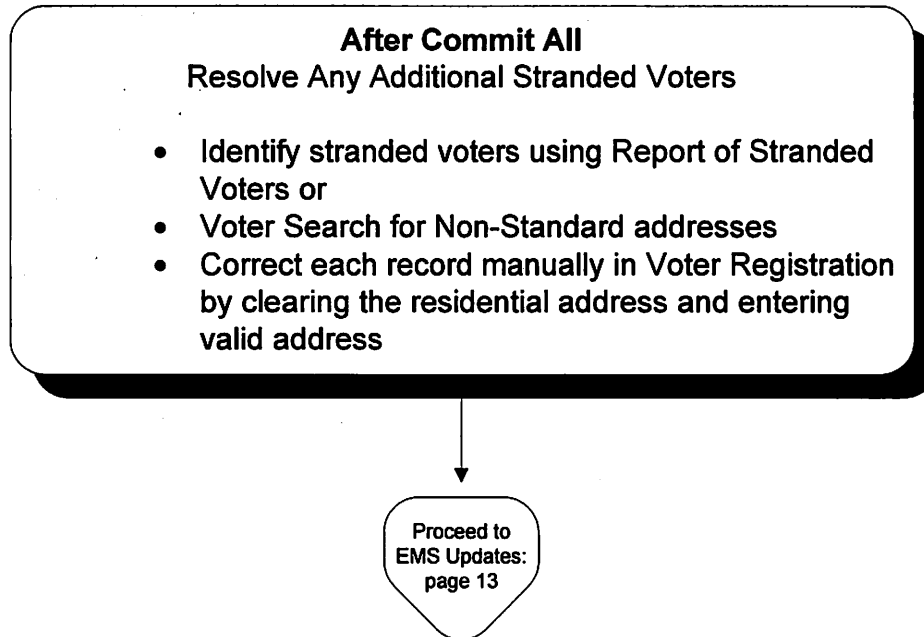 After Commit All
Resolve Any Additional Stranded Voters
• Identify stranded voters using Report of Stranded
Voters or
• Voter Search for Non-Standard addresses
• Correct each record manually in Voter Registration
by clearing the residential address and entering
valid address
Proceed to
EMS Updates:
page 13